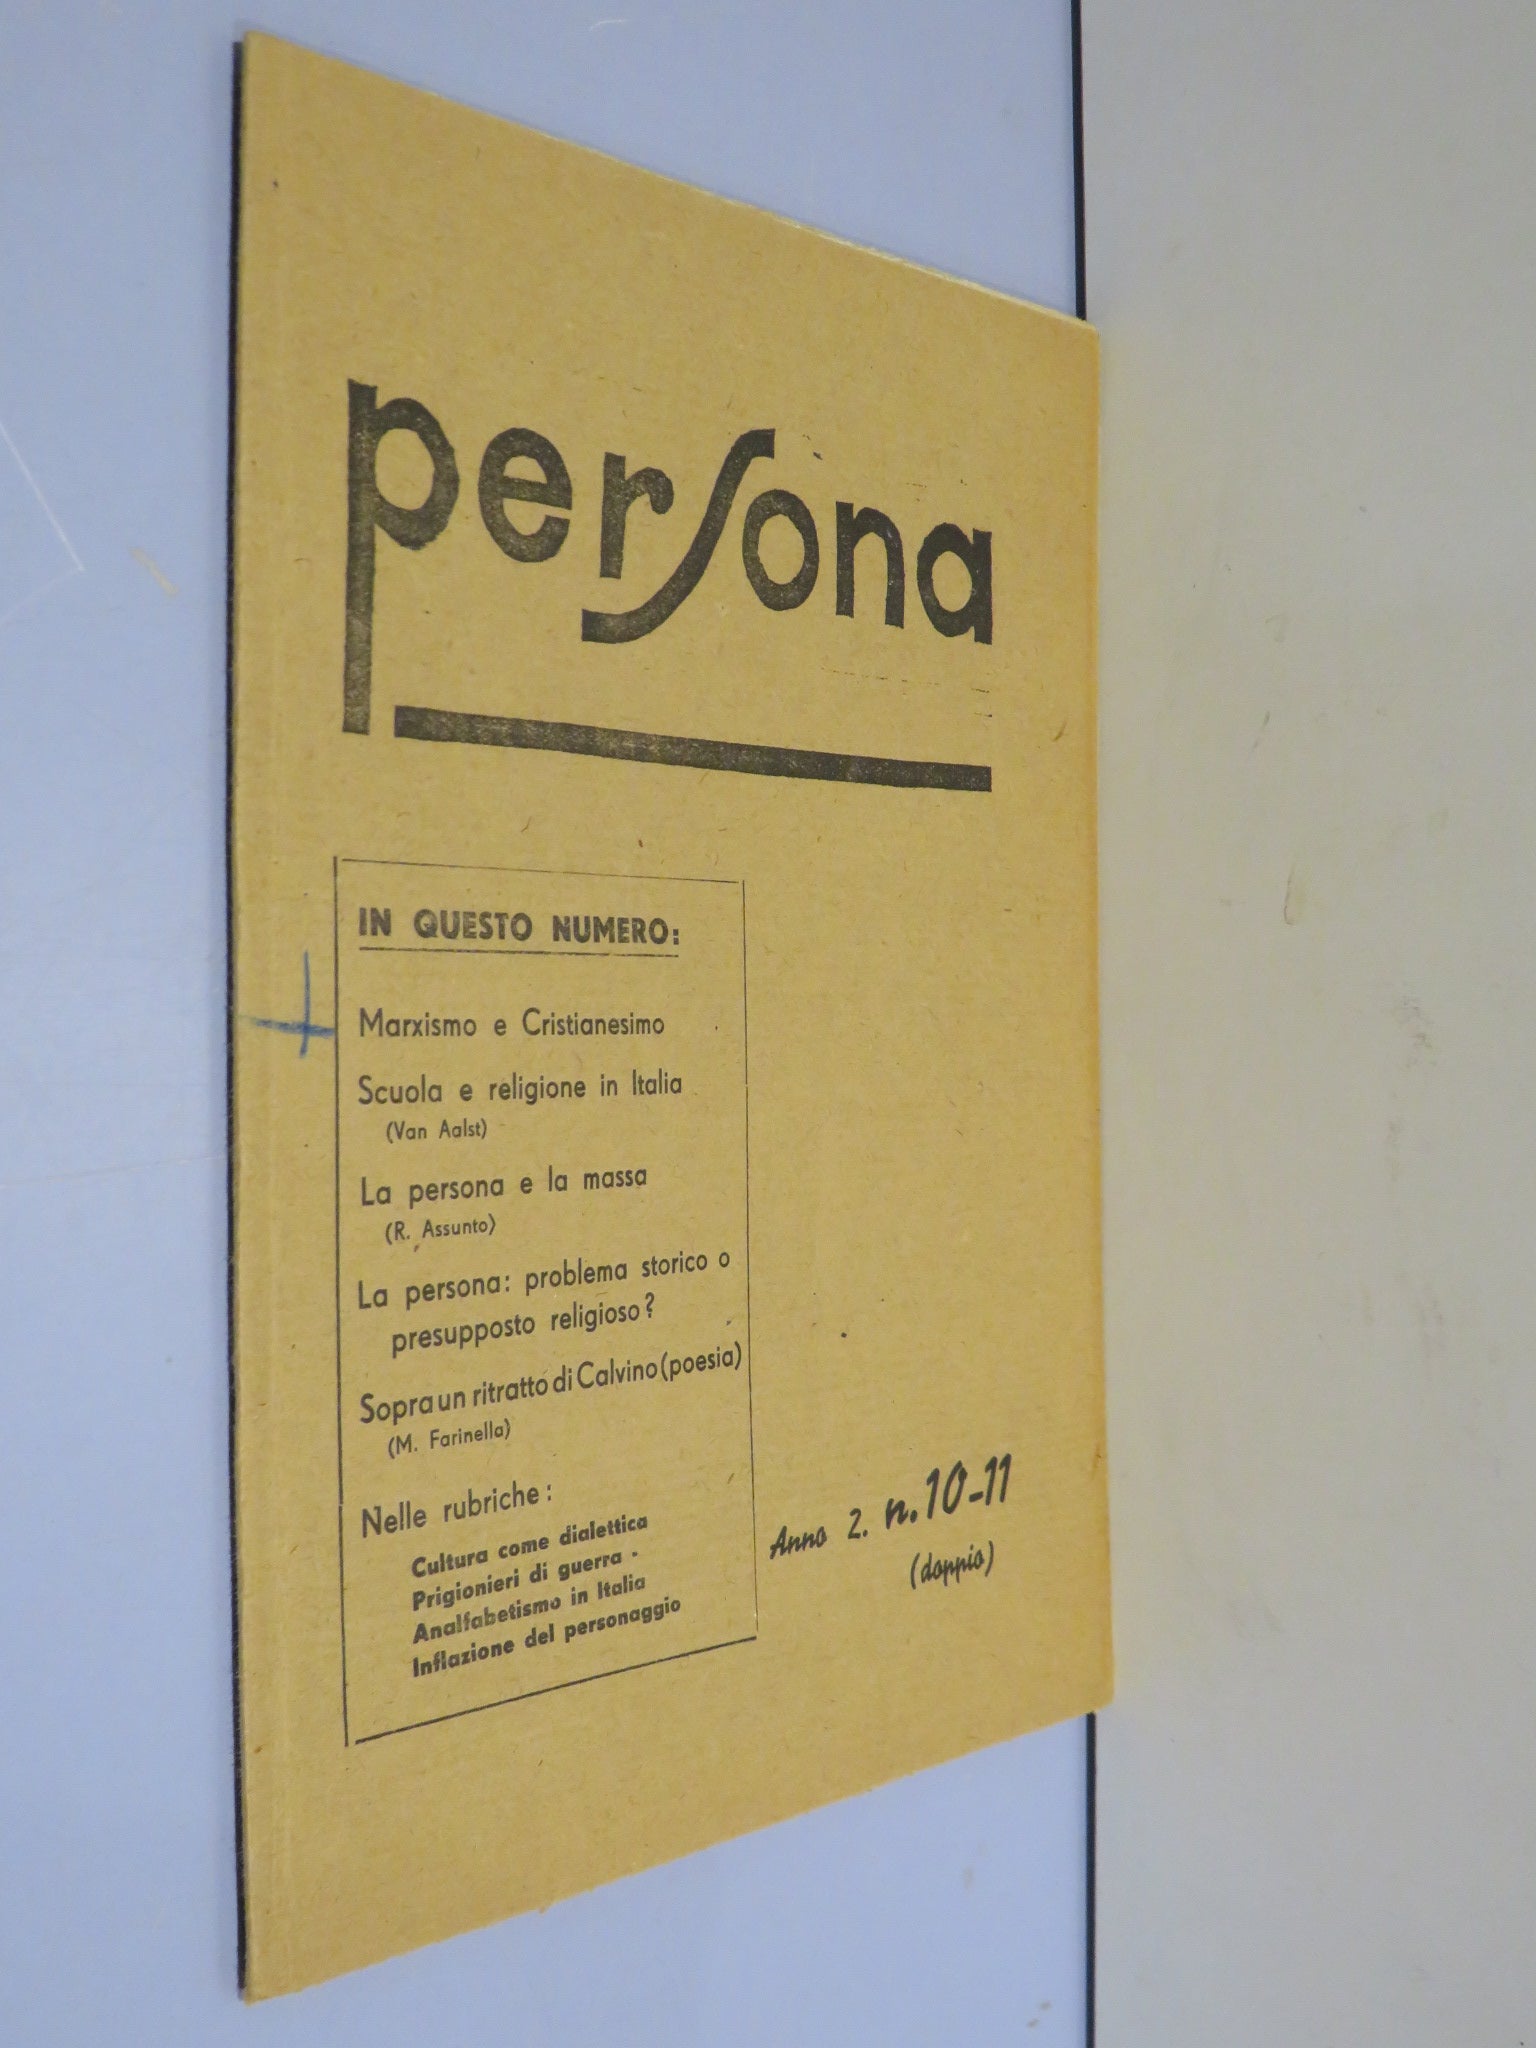 persona
IN QUESTO NUMERO:
Marxismo e Cristianesimo
Scuola e religione in Italia
(Van Aalst)
La persona e la massa
(R. Assunto)
La persona: problema storico o
presupposto religioso?
Sopra un ritratto di Calvino (poesia)
(M. Farinella)
Nelle rubriche:
Cultura come dialettica
Prigionieri di guerra -
Analfabetismo in Italia
Inflazione del personaggio
Anno 2. n. 10-11
(doppio)